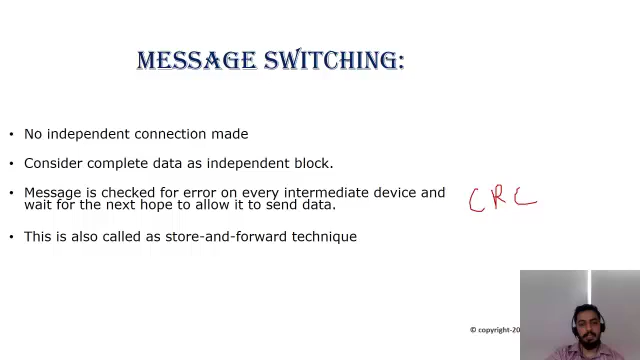 MESSAGE SWITCHING:
• No independent connection made
• Consider complete data as independent block.
• Message is checked for error on every intermediate device and
wait for the next hope to allow it to send data.
CRC
• This is also called as store-and-forward technique
© copyright-20